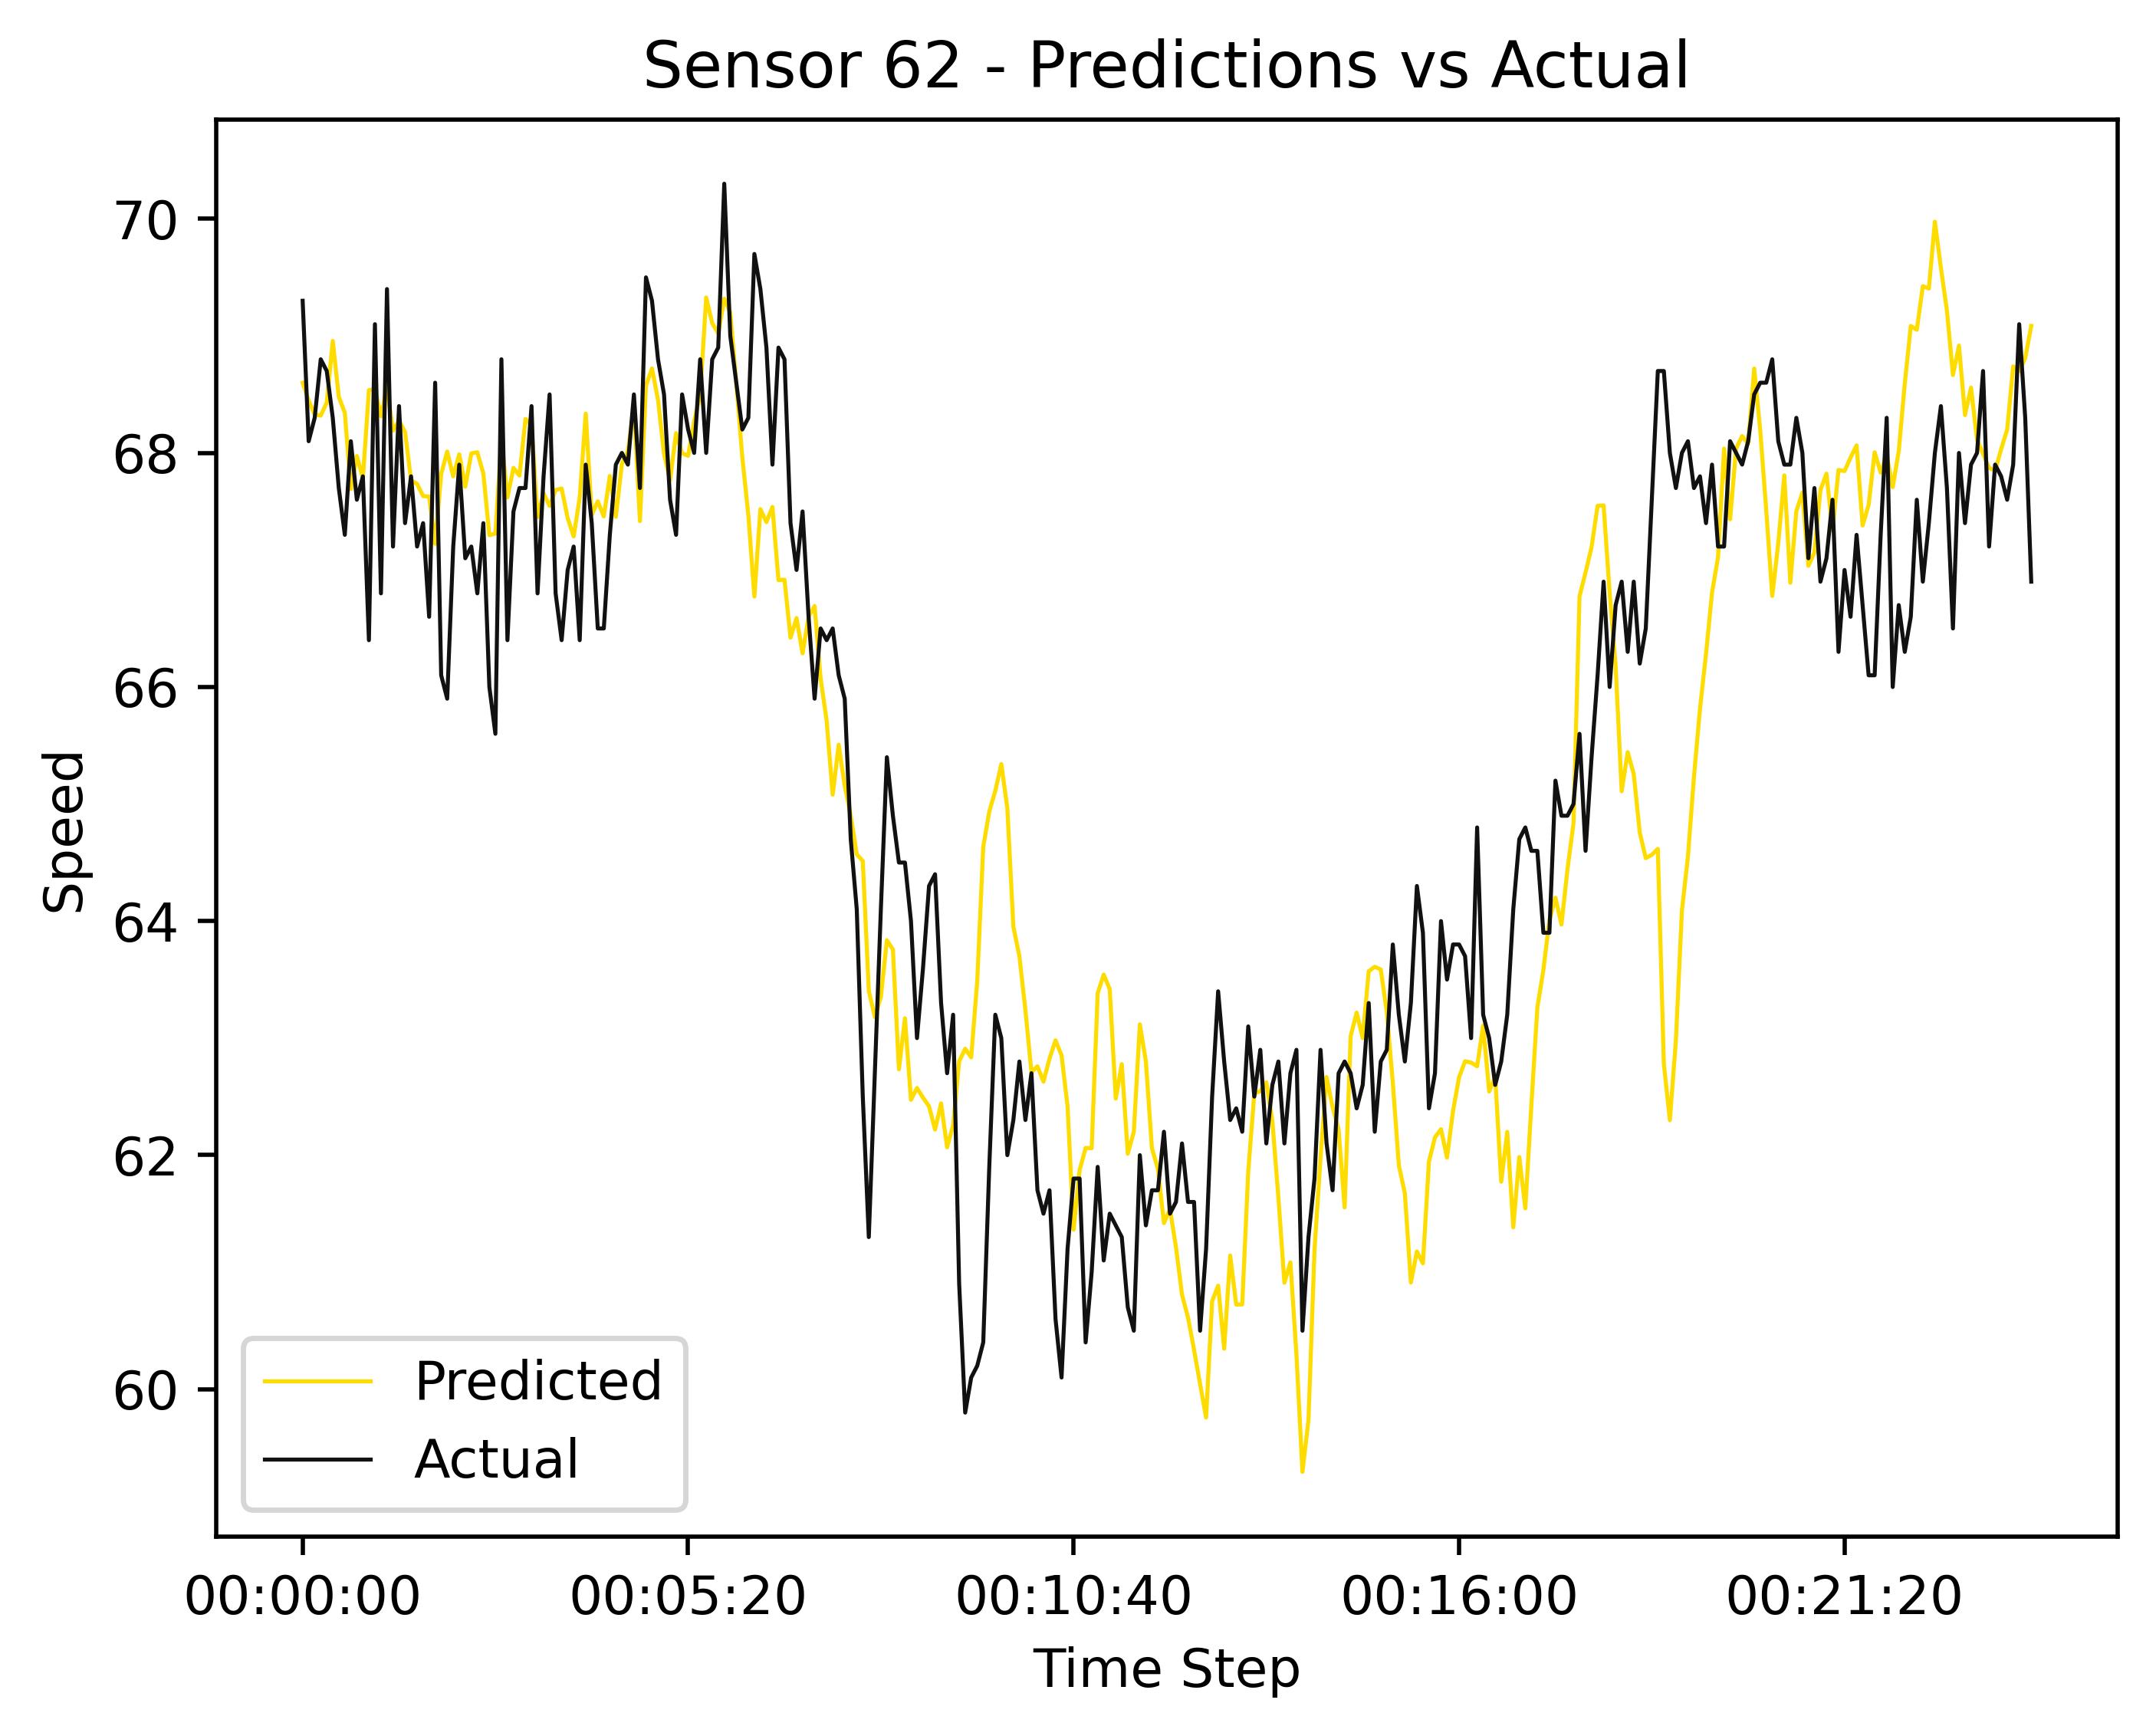 Sensor 62 - Predictions vs Actual
70
68
66
64
62
60
Speed
Predicted
Actual
00:00:00 00:05:20 00:10:40 00:16:00 00:21:20
Time Step